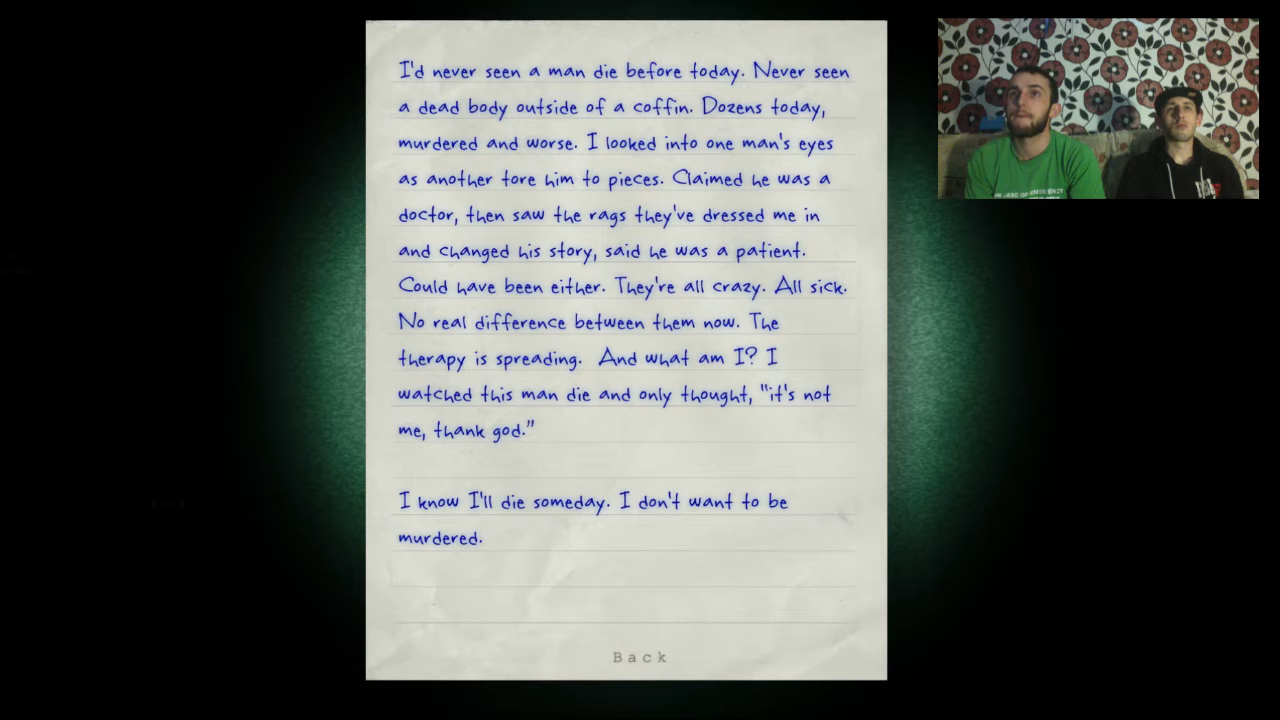 I'd never seen a man die before today. Never seen
a dead body outside of a coffin. Dozens today,
murdered and worse. I looked into one man's eyes
as another tore him to pieces. Claimed he was a
doctor, then saw the rags they've dressed me in
and changed his story, said he was a patient.
Could have been either. They're all crazy. All sick.
No real difference between them now. The
therapy is spreading. And what am I? I
watched this man die and only thought, "it's not
me, thank god."
I know I'll die someday. I don't want to be
murdered.
Back